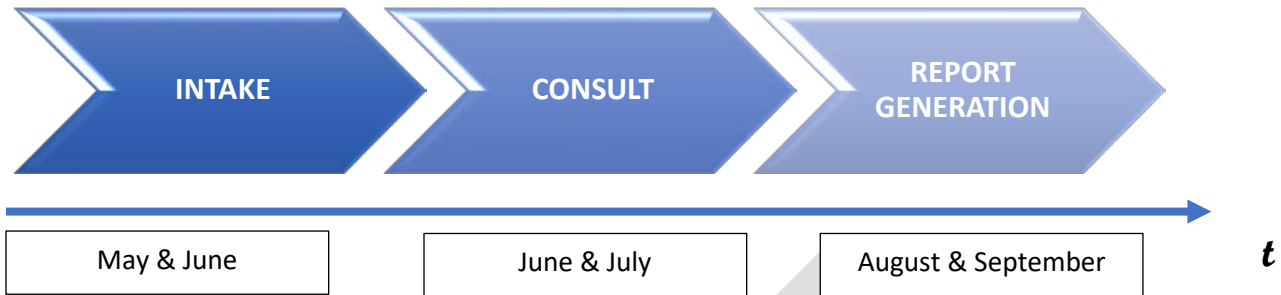 INTAKE
CONSULT
REPORT
GENERATION
May & June
June & July
August & September
t